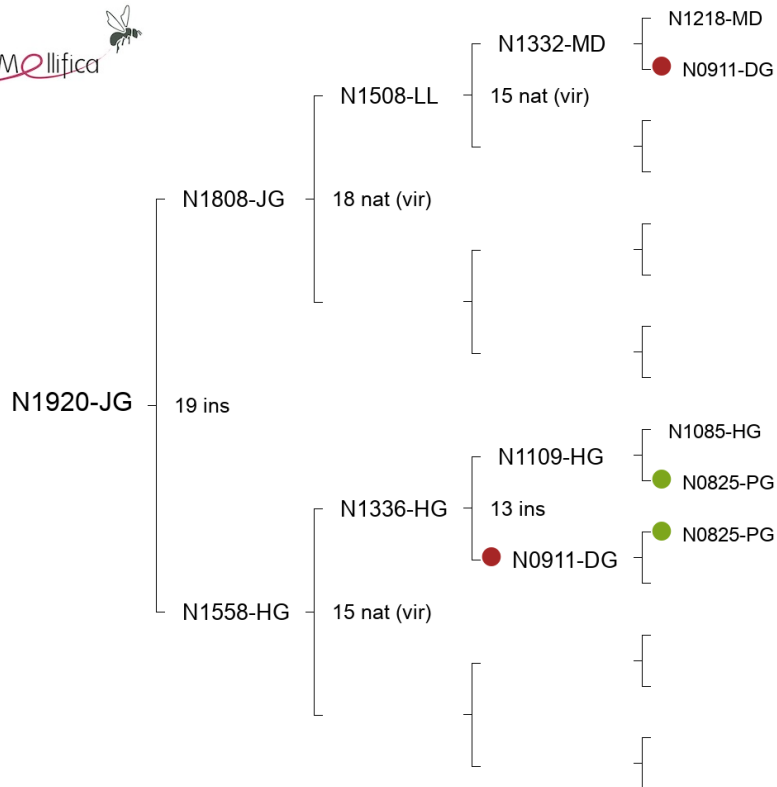 Mellifica
N1218-MD
N1332-MD
N0911-DG
N1508-LL
15 nat (vir)
N1808-JG
18 nat (vir)
N1920-JG
19 ins
N1085-HG
N1109-HG
N0825-PG
N1336-HG
13 ins
N0825-PG
N0911-DG
N1558-HG
15 nat (vir)